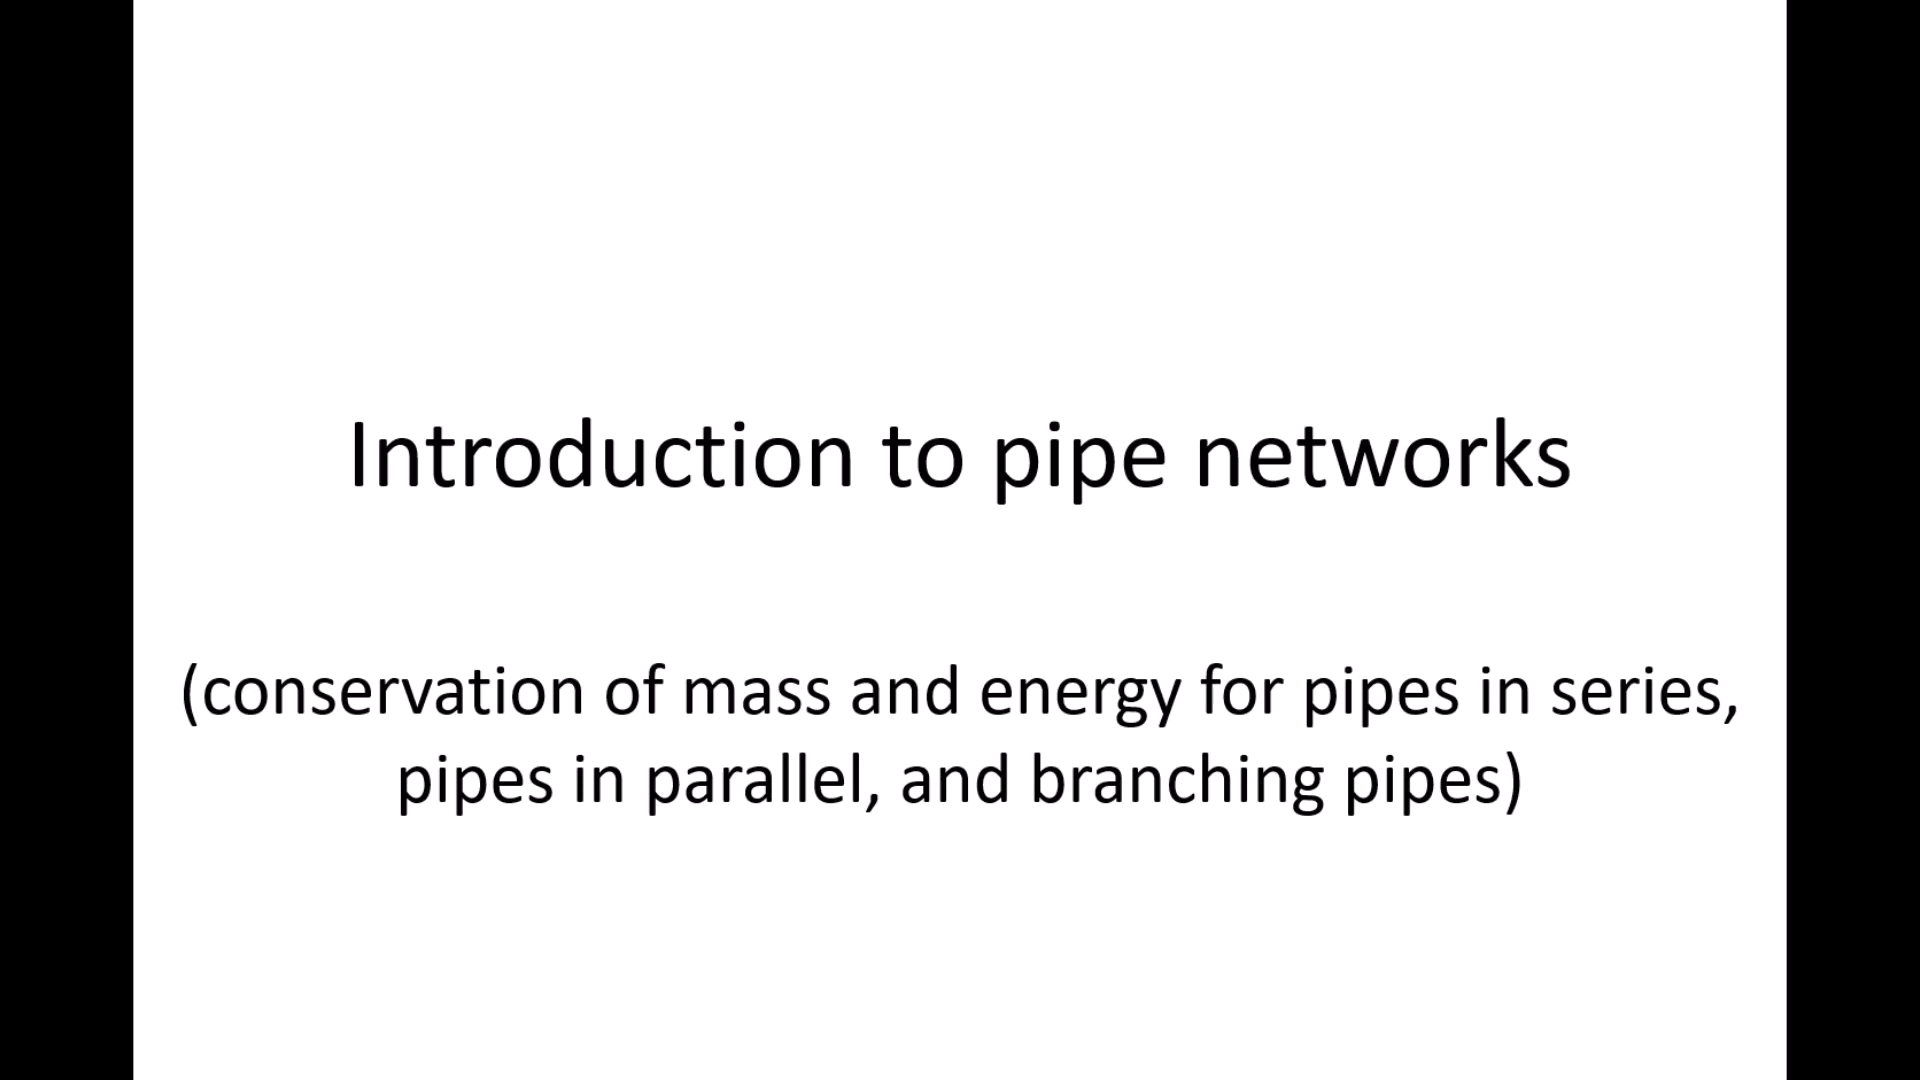 Introduction to pipe networks
(conservation of mass and energy for pipes in series,
pipes in parallel, and branching pipes)